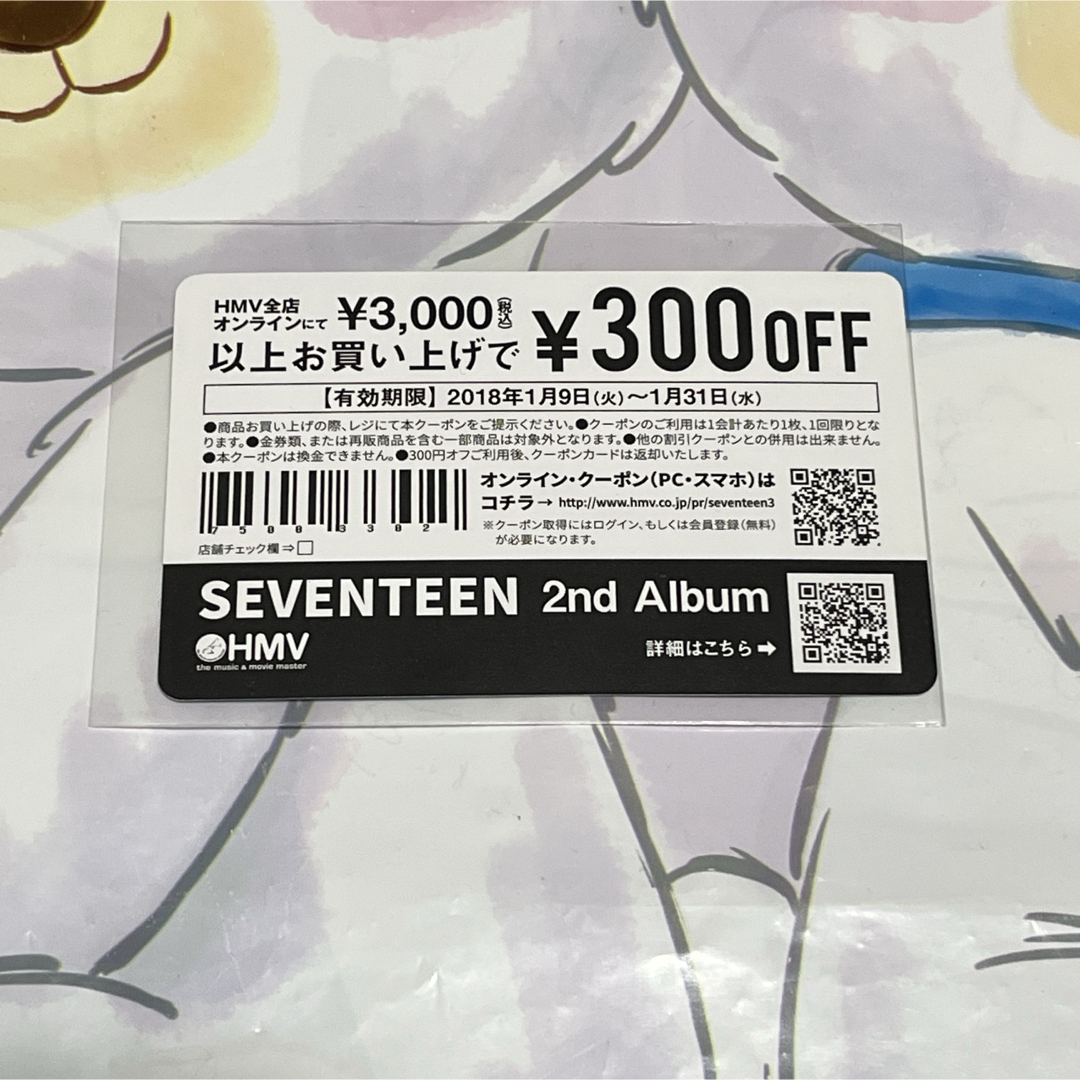 HMV全店
オンラインにて ¥3,000(税込)
以上お買い上げで ¥300OFF
【有効期限】2018年1月9日(火)〜1月31日(水)
●商品お買い上げの際、レジにて本クーポンをご提示ください。●クーポンのご利用は1会計あたり1枚、1回限りとな
ります。●金券類、または再販商品を含む一部商品は対象外となります。●他の割引クーポンとの併用は出来ません。
●本クーポンは換金できません。●300円オフご利用後、クーポンカードは返却いたします。
オンライン・クーポン(PC・スマホ)は
コチラ→ http://www.hmv.co.jp/pr/seventeen3
※クーポン取得にはログイン、もしくは会員登録(無料)
が必要になります。
7500 3302
店舗チェック欄⇒□
SEVENTEEN 2nd Album
HMV
the music & movie master
詳細はこちら➡